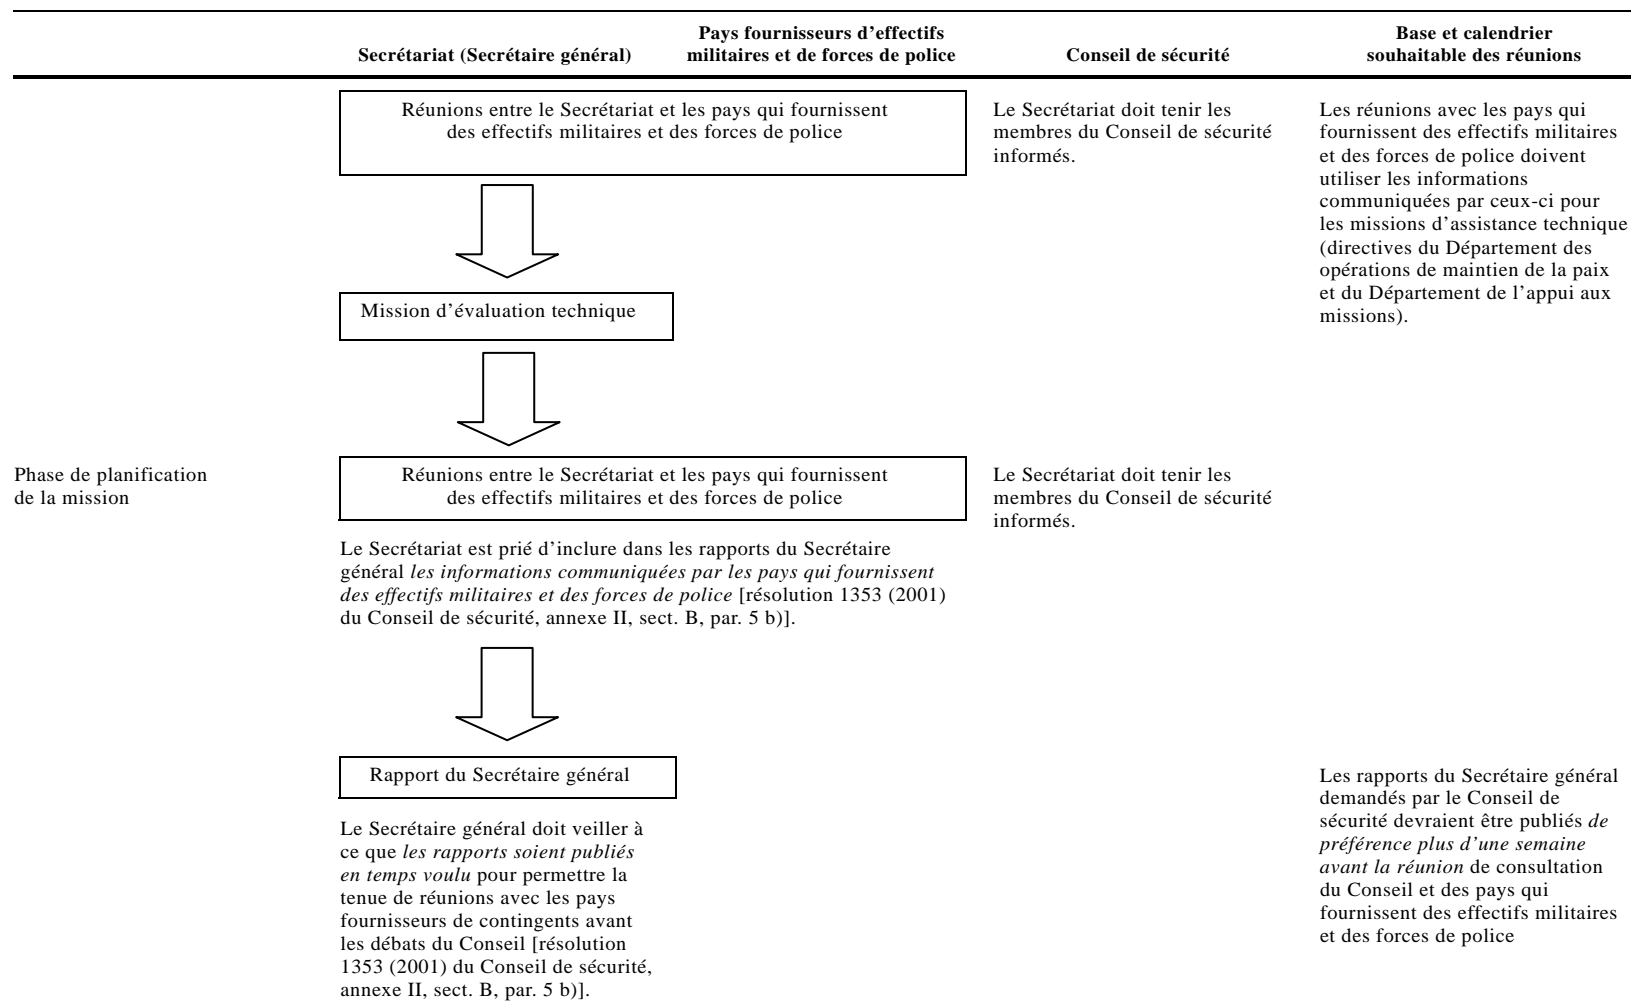 Secrétariat (Secrétaire général)
Pays fournisseurs d'effectifs
militaires et de forces de police
Conseil de sécurité
Base et calendrier
souhaitable des réunions
Réunions entre le Secrétariat et les pays qui fournissent
des effectifs militaires et des forces de police
Le Secrétariat doit tenir les
membres du Conseil de sécurité
informés.
Les réunions avec les pays qui
fournissent des effectifs militaires
et des forces de police doivent
utiliser les informations
communiquées par ceux-ci pour
les missions d'assistance technique
(directives du Département des
opérations de maintien de la paix
et du Département de l'appui aux
missions).
Mission d'évaluation technique
Phase de planification
de la mission
Réunions entre le Secrétariat et les pays qui fournissent
des effectifs militaires et des forces de police
Le Secrétariat doit tenir les
membres du Conseil de sécurité
informés.
Le Secrétariat est prié d'inclure dans les rapports du Secrétaire
général les informations communiquées par les pays qui fournissent
des effectifs militaires et des forces de police [résolution 1353 (2001)
du Conseil de sécurité, annexe II, sect. B, par. 5 b)].
Rapport du Secrétaire général
Le Secrétaire général doit veiller à
ce que les rapports soient publiés
en temps voulu pour permettre la
tenue de réunions avec les pays
fournisseurs de contingents avant
les débats du Conseil [résolution
1353 (2001) du Conseil de sécurité,
annexe II, sect. B, par. 5 b)].
Les rapports du Secrétaire général
demandés par le Conseil de
sécurité devraient être publiés de
préférence plus d'une semaine
avant la réunion de consultation
du Conseil et des pays qui
fournissent des effectifs militaires
et des forces de police